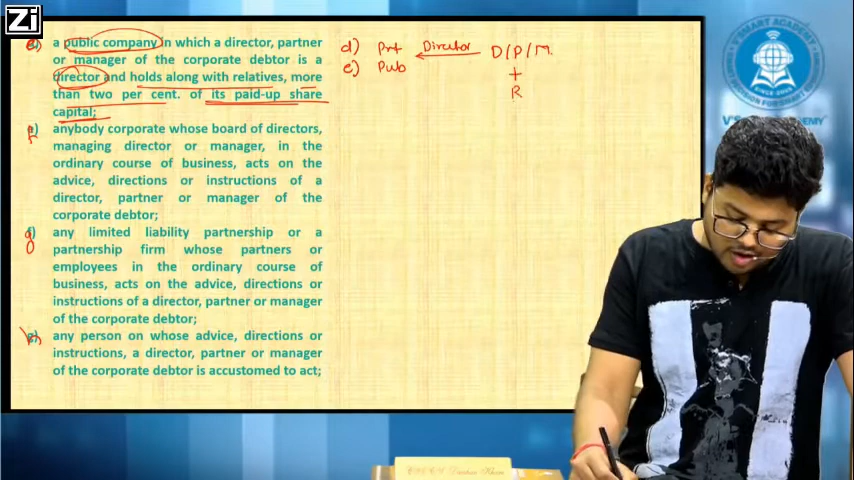 Zi
e) a public company in which a director, partner
or manager of the corporate debtor is a
director and holds along with relatives, more
than two per cent. of its paid-up share
capital;
f) anybody corporate whose board of directors,
managing director or manager, in the
ordinary course of business, acts on the
advice, directions or instructions of a
director, partner or manager of the
corporate debtor;
g) any limited liability partnership or a
partnership firm whose partners or
employees in the ordinary course of
business, acts on the advice, directions or
instructions of a director, partner or manager
of the corporate debtor;
h) any person on whose advice, directions or
instructions, a director, partner or manager
of the corporate debtor is accustomed to act;
d) Pvt Director D/P/M.
e) Pub +
R
V'SMART ACADEMY